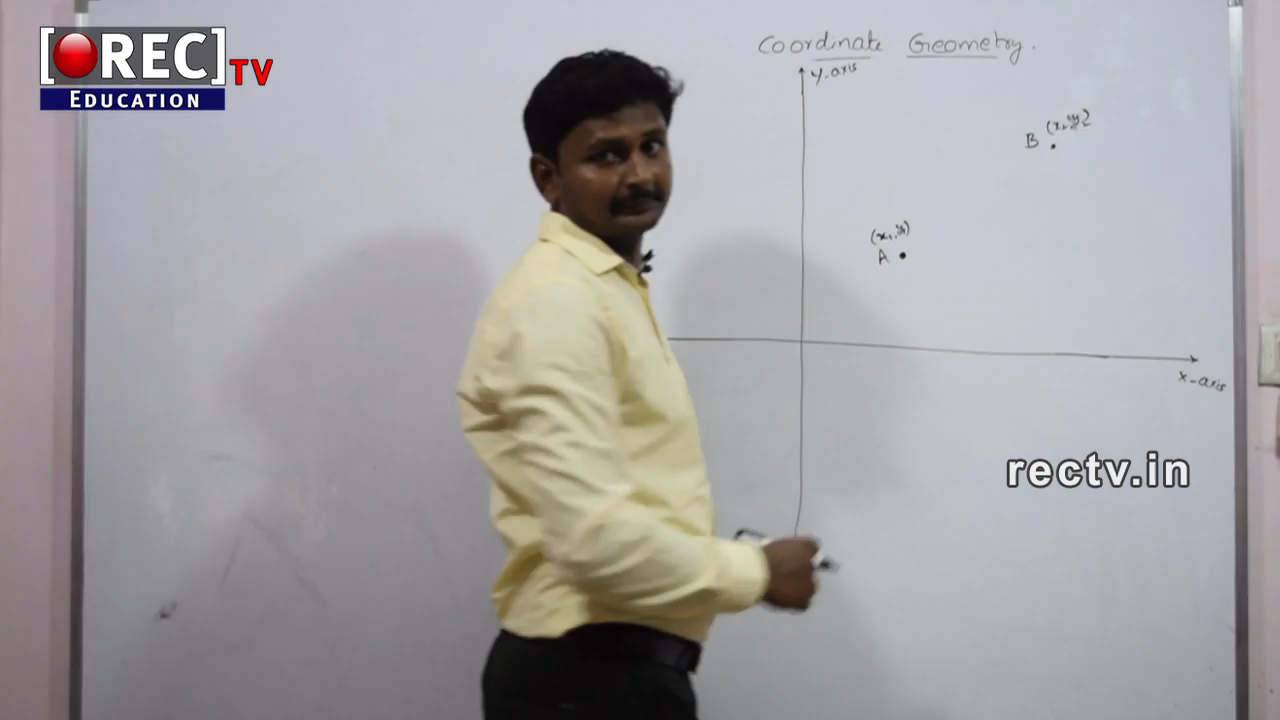 [REC] TV
EDUCATION
Coordinate Geometry.
y-axis
B (x₂, y₂)
(x₁, y₁)
A
x-axis
rectv.in